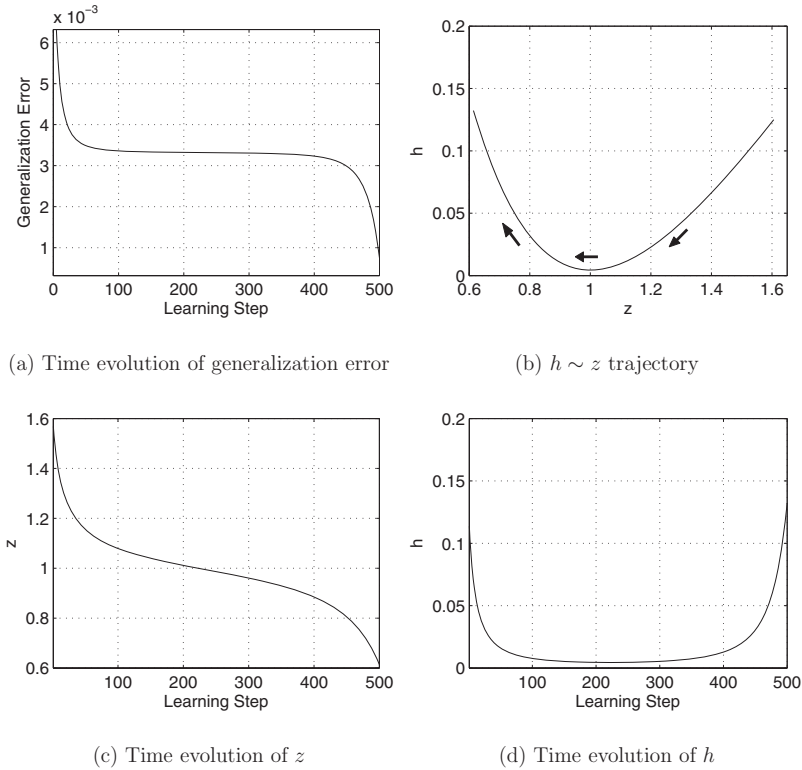 x 10⁻³
6
5
4
3
2
1
Generalization Error
0 100 200 300 400 500
Learning Step
(a) Time evolution of generalization error
0.2
0.15
0.1
0.05
0
h
0.6 0.8 1 1.2 1.4 1.6
z
(b) h ∼ z trajectory
1.6
1.4
1.2
1
0.8
0.6
z
100 200 300 400 500
Learning Step
(c) Time evolution of z
0.2
0.15
0.1
0.05
0
h
100 200 300 400 500
Learning Step
(d) Time evolution of h